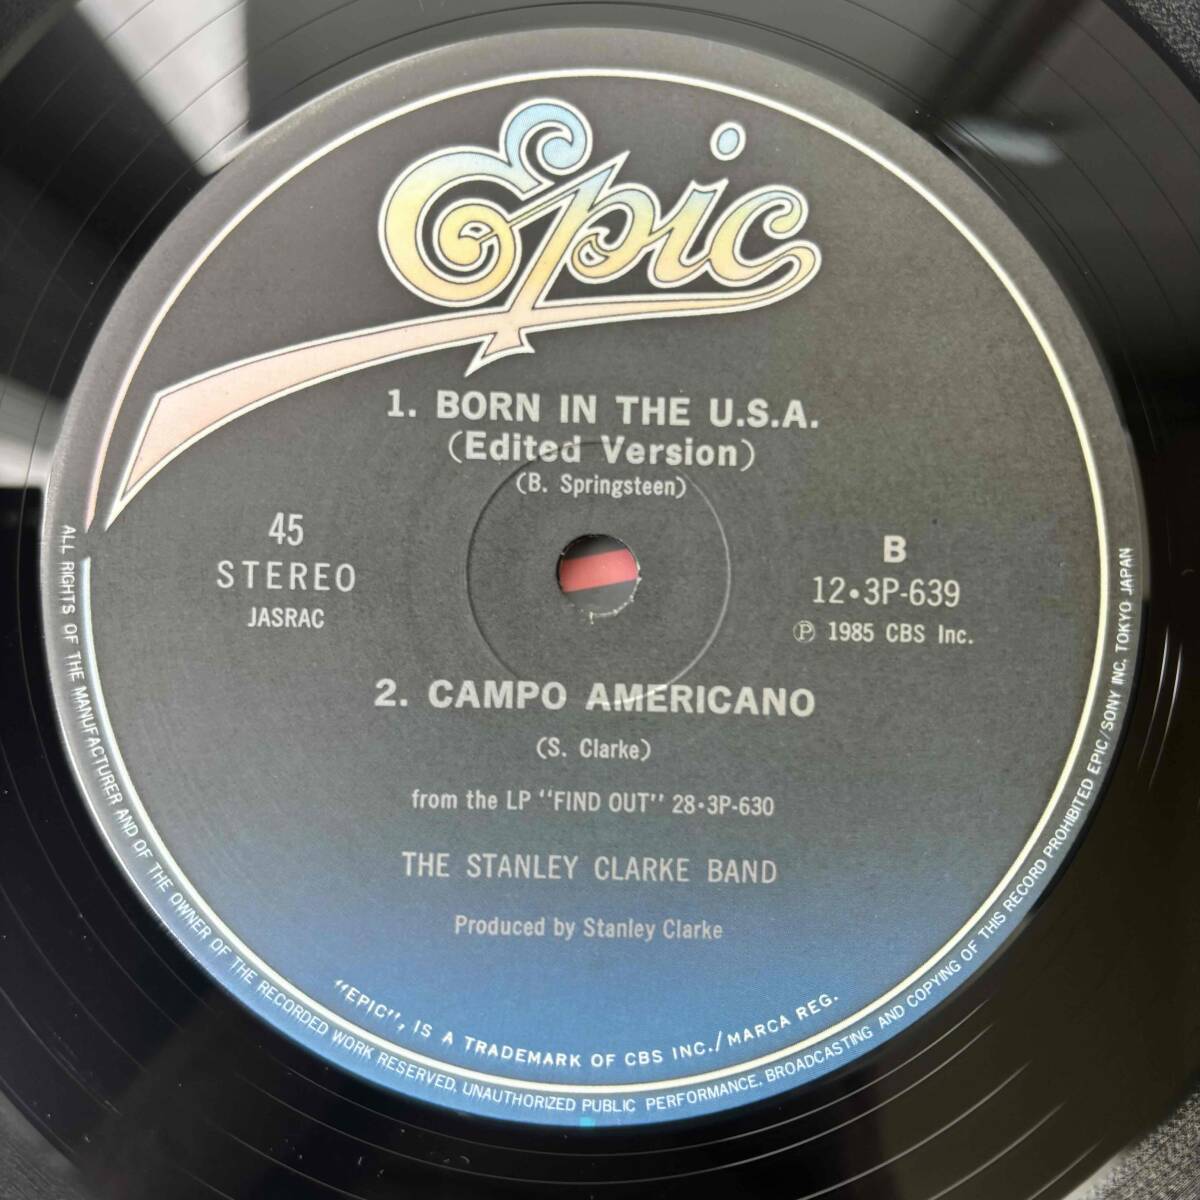 Epic
1. BORN IN THE U.S.A.
(Edited Version)
(B. Springsteen)
45
STEREO
JASRAC
B
12・3P-639
Ⓟ 1985 CBS Inc.
2. CAMPO AMERICANO
(S. Clarke)
from the LP "FIND OUT" 28・3P-630
THE STANLEY CLARKE BAND
Produced by Stanley Clarke
"EPIC", IS A TRADEMARK OF CBS INC./MARCA REG.
ALL RIGHTS OF THE MANUFACTURER AND OF THE OWNER OF THE RECORDED WORK RESERVED. UNAUTHORIZED PUBLIC PERFORMANCE. BROADCASTING AND COPYING OF THIS RECORD PROHIBITED EPIC/SONY INC. TOKYO JAPAN